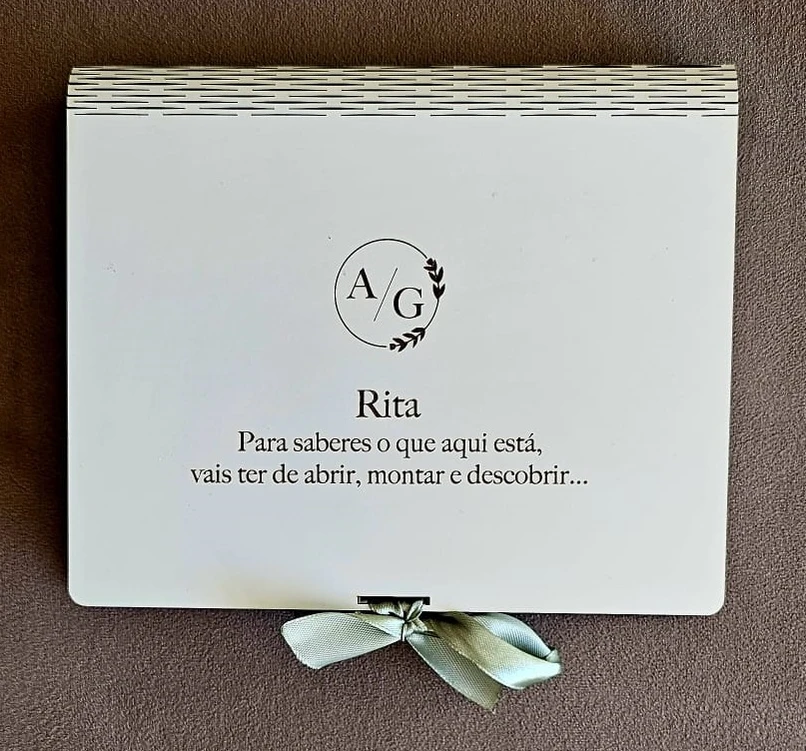 A/G
Rita
Para saberes o que aqui está,
vais ter de abrir, montar e descobrir...